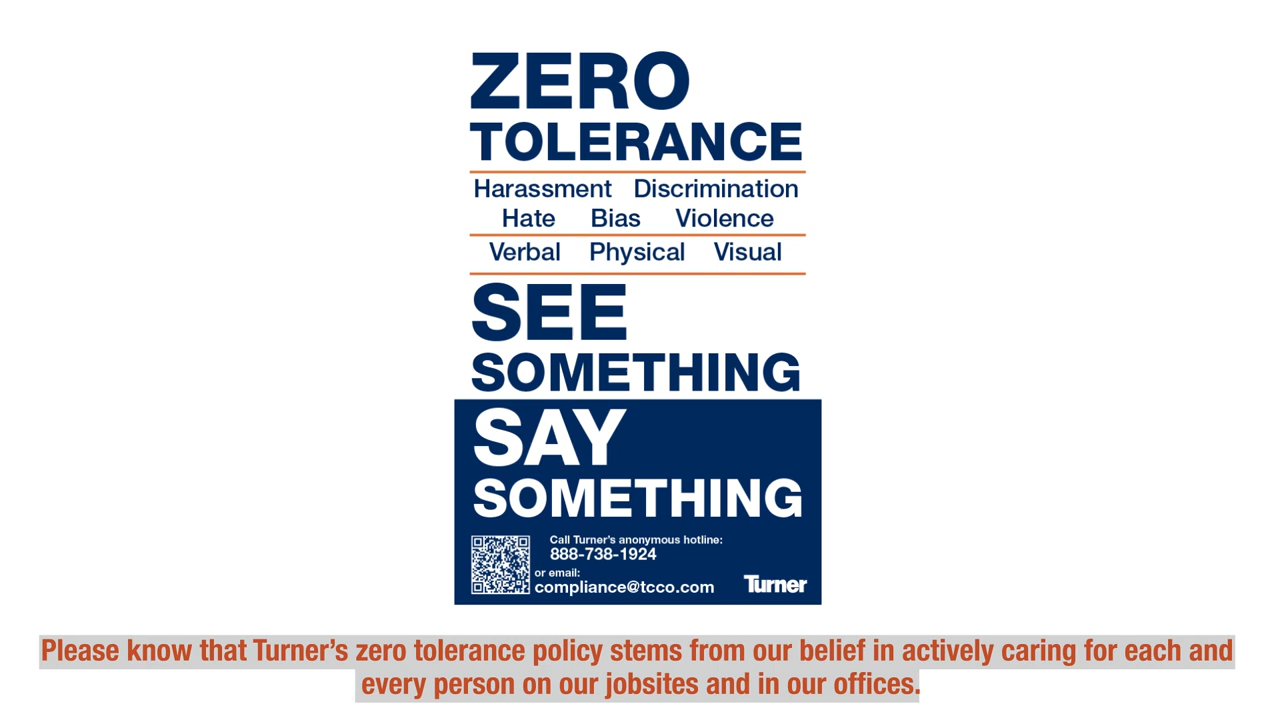 ZERO
TOLERANCE
Harassment Discrimination
Hate Bias Violence
Verbal Physical Visual
SEE
SOMETHING
SAY
SOMETHING
Call Turner's anonymous hotline:
888-738-1924
or email:
compliance@tcco.com
Turner
Please know that Turner’s zero tolerance policy stems from our belief in actively caring for each and
every person on our jobsites and in our offices.